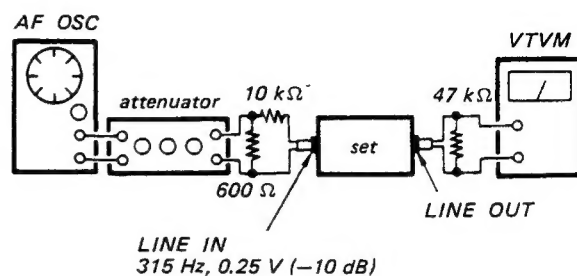 AF OSC
VTVM
attenuator
10 kΩ
47 kΩ
set
600 Ω
LINE OUT
LINE IN
315 Hz, 0.25 V (−10 dB)